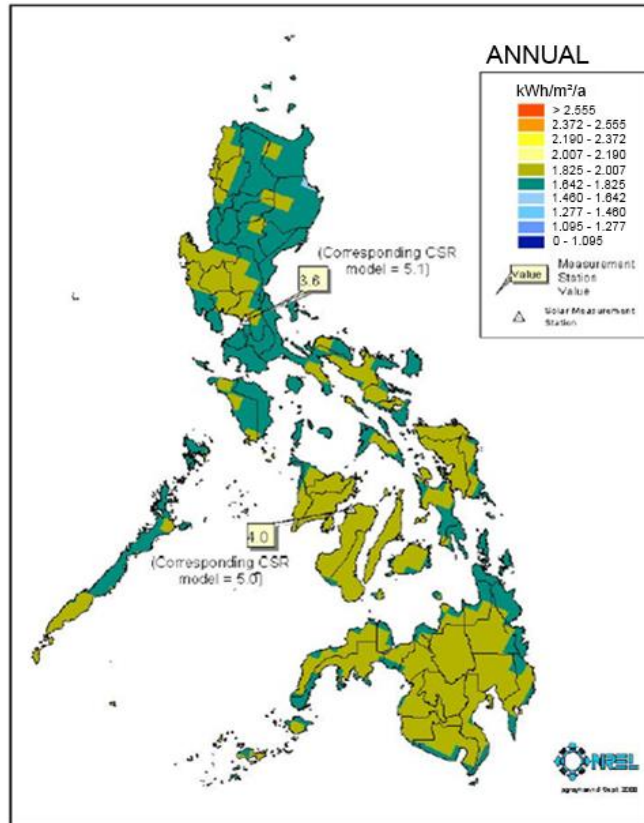 ANNUAL
kWh/m²/a
> 2.555
2.372 - 2.555
2.190 - 2.372
2.007 - 2.190
1.825 - 2.007
1.642 - 1.825
1.460 - 1.642
1.277 - 1.460
1.095 - 1.277
0 - 1.095
Value
Measurement
Station
Value
Solar Measurement
Station
(Corresponding CSR
model = 5.1)
3.6
4.0
(Corresponding CSR
model = 5.0)
NREL